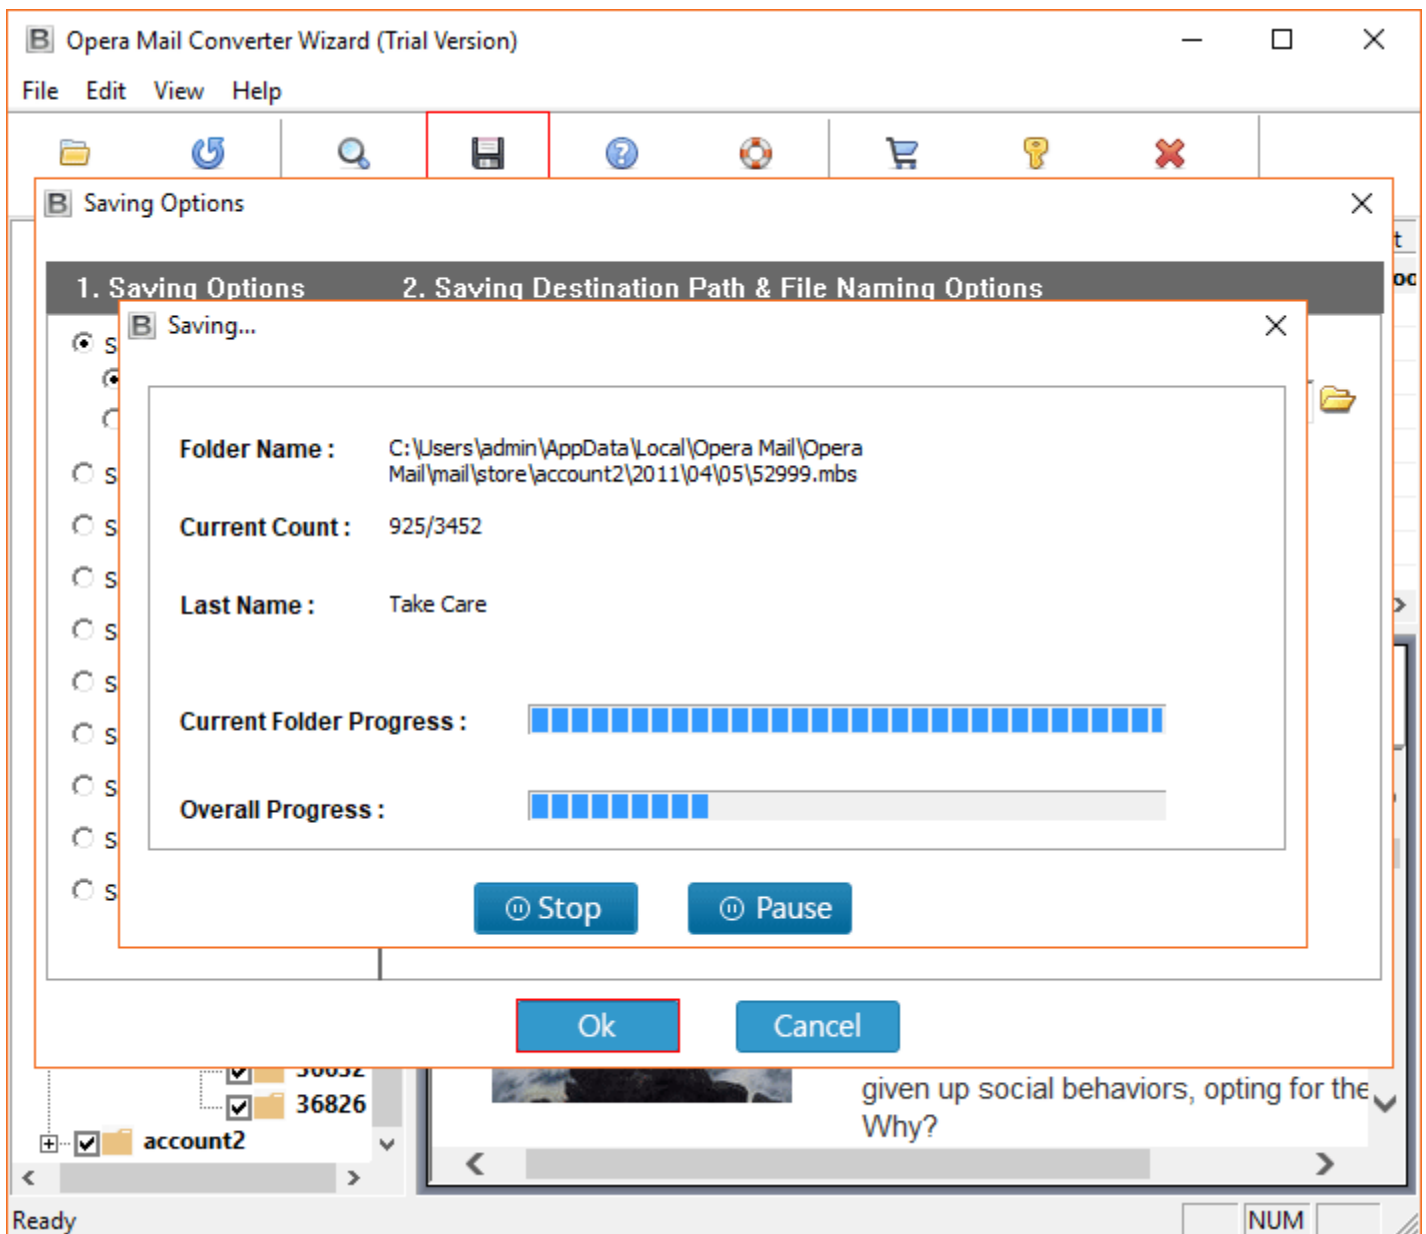 B Opera Mail Converter Wizard (Trial Version)
File Edit View Help
B Saving Options
t
1. Saving Options 2. Saving Destination Path & File Naming Options
B Saving...
S
Folder Name : C:\Users\admin\AppData\Local\Opera Mail\Opera
Mail\mail\store\account2\2011\04\05\52999.mbs
S
Current Count : 925/3452
S
S
Last Name : Take Care
S
S
Current Folder Progress :
S
S
Overall Progress :
S
S
Stop Pause
Ok Cancel
36826
given up social behaviors, opting for the
Why?
account2
Ready NUM